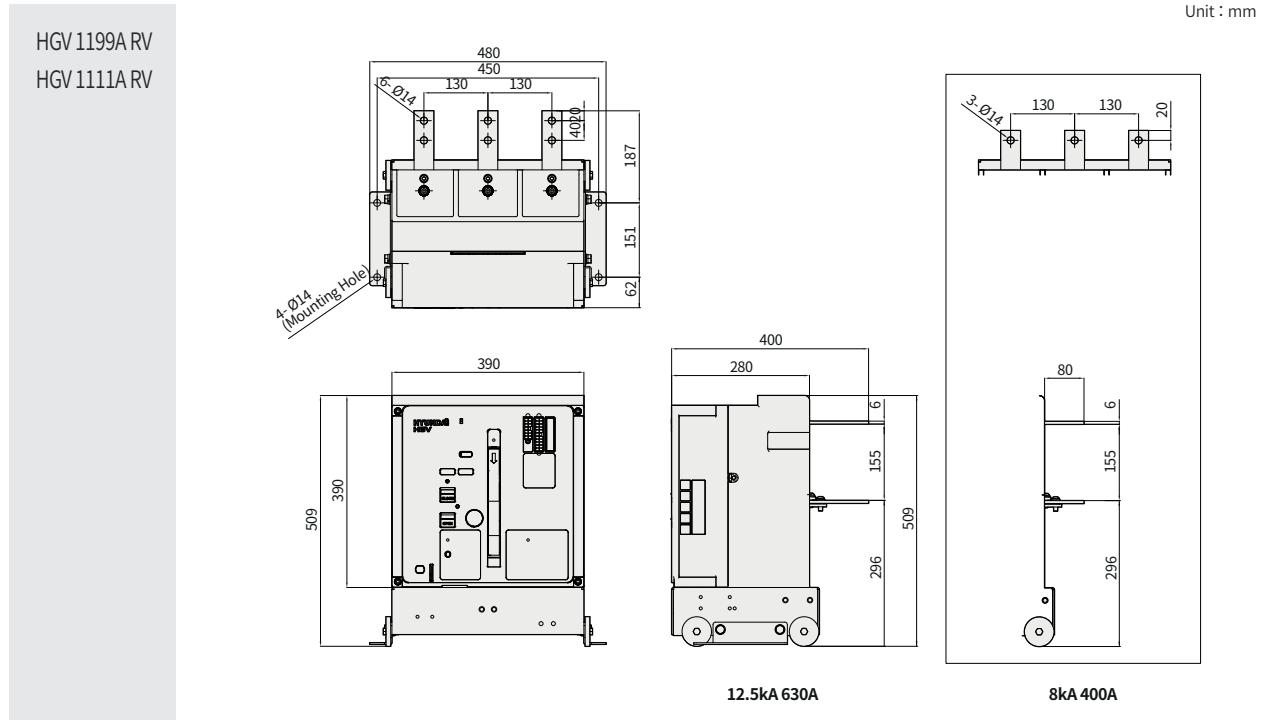 Unit : mm
HGV 1199A RV
HGV 1111A RV
480
450
6- Ø14
130
130
40
20
187
151
62
4- Ø14
(Mounting Hole)
3- Ø14
130
130
20
390
HYUNDAI
HGV
390
509
400
280
6
155
296
509
80
6
155
296
12.5kA 630A
8kA 400A